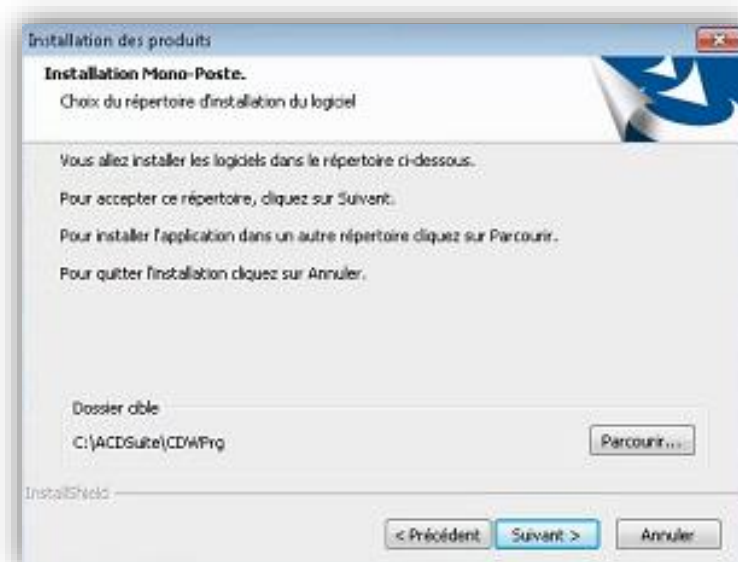 Installation des produits
Installation Mono-Poste.
Choix du répertoire d'installation du logiciel
Vous allez installer les logiciels dans le répertoire ci-dessous.
Pour accepter ce répertoire, cliquez sur Suivant.
Pour installer l'application dans un autre répertoire cliquez sur Parcourir.
Pour quitter l'installation cliquez sur Annuler.
Dossier cible
C:\ACDSuite\CDWPrg
Parcourir...
InstallShield
< Précédent Suivant > Annuler